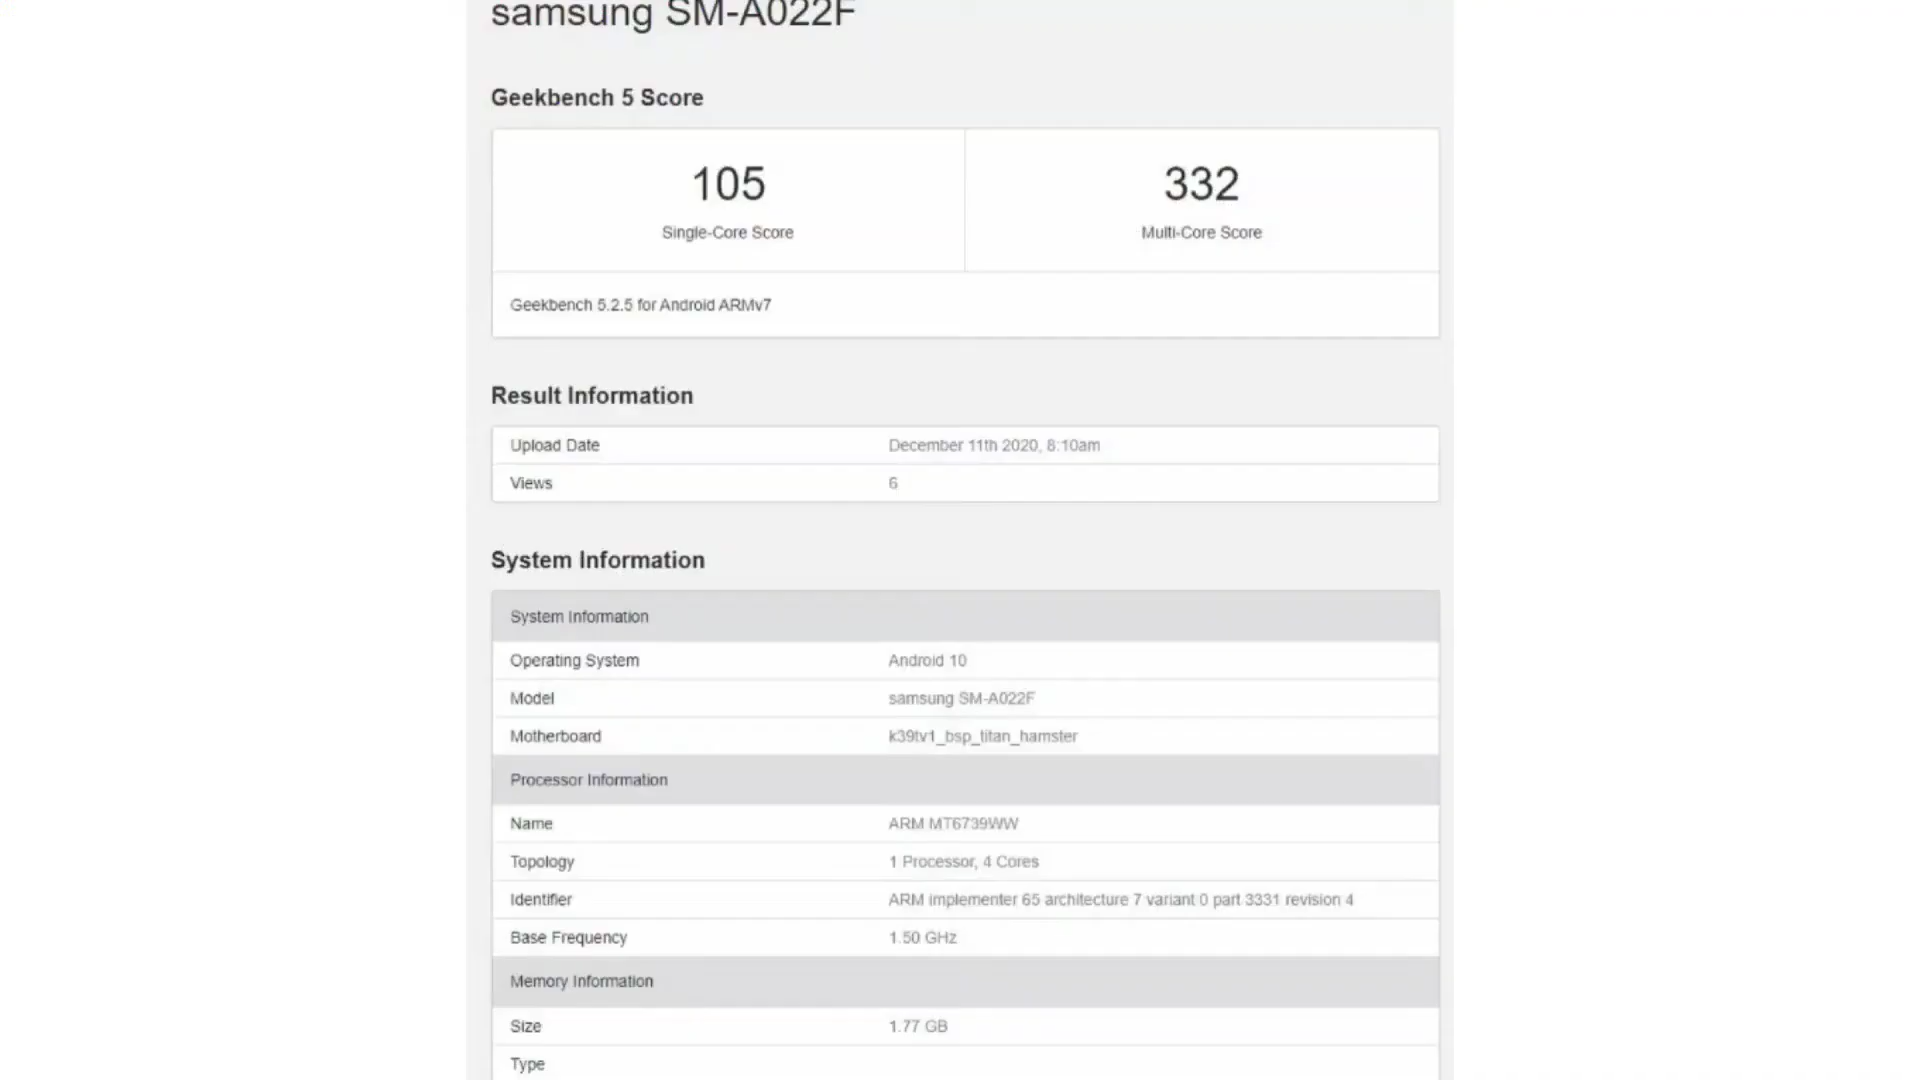 samsung SM-A022F
Geekbench 5 Score
105 332
Single-Core Score Multi-Core Score
Geekbench 5.2.5 for Android ARMv7
Result Information
Upload Date December 11th 2020, 8:10am
Views 6
System Information
System Information
Operating System Android 10
Model samsung SM-A022F
Motherboard k39tv1_bsp_titan_hamster
Processor Information
Name ARM MT6739WW
Topology 1 Processor, 4 Cores
Identifier ARM implementer 65 architecture 7 variant 0 part 3331 revision 4
Base Frequency 1.50 GHz
Memory Information
Size 1.77 GB
Type